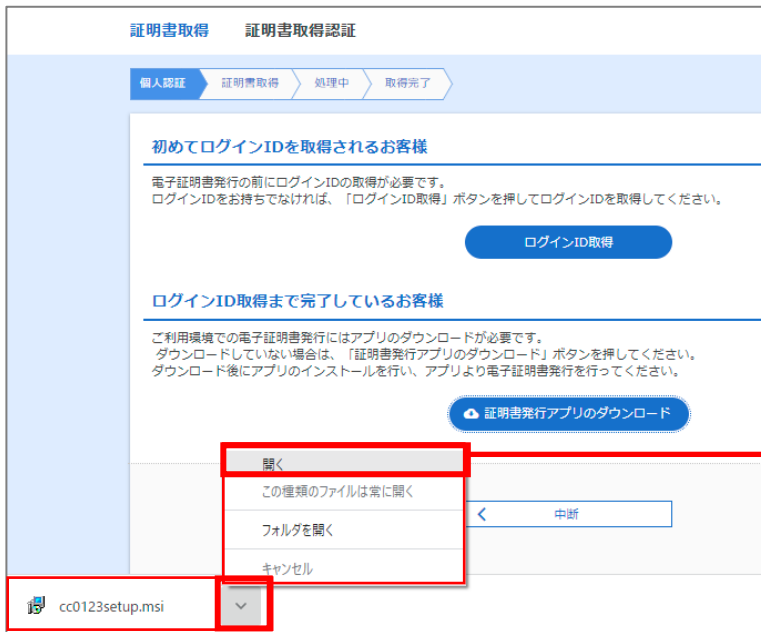 証明書取得 証明書取得認証
個人認証 証明書取得 処理中 取得完了
初めてログインIDを取得されるお客様
電子証明書発行の前にログインIDの取得が必要です。
ログインIDをお持ちでなければ、「ログインID取得」ボタンを押してログインIDを取得してください。
ログインID取得
ログインID取得まで完了しているお客様
ご利用環境での電子証明書発行にはアプリのダウンロードが必要です。
ダウンロードしていない場合は、「証明書発行アプリのダウンロード」ボタンを押してください。
ダウンロード後にアプリのインストールを行い、アプリより電子証明書発行を行ってください。
証明書発行アプリのダウンロード
開く
この種類のファイルは常に開く
フォルダを開く
キャンセル
中断
cc0123setup.msi